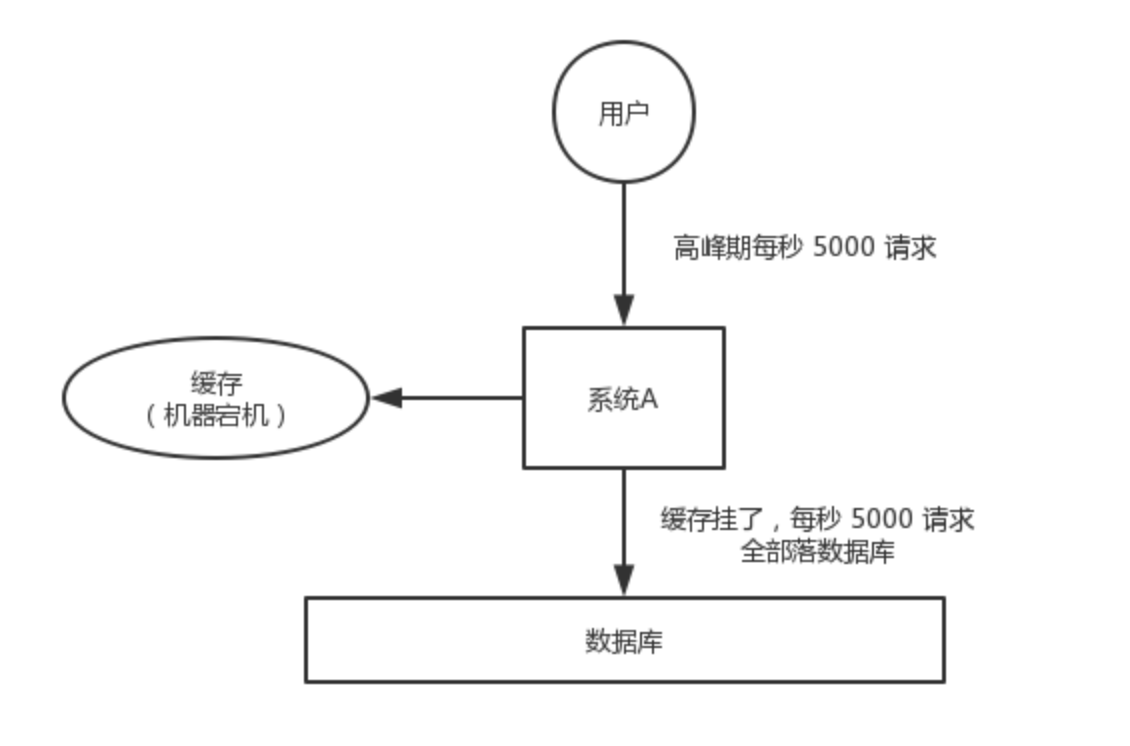 用户
高峰期每秒 5000 请求
缓存
（机器宕机）
系统A
缓存挂了，每秒 5000 请求
全部落数据库
数据库